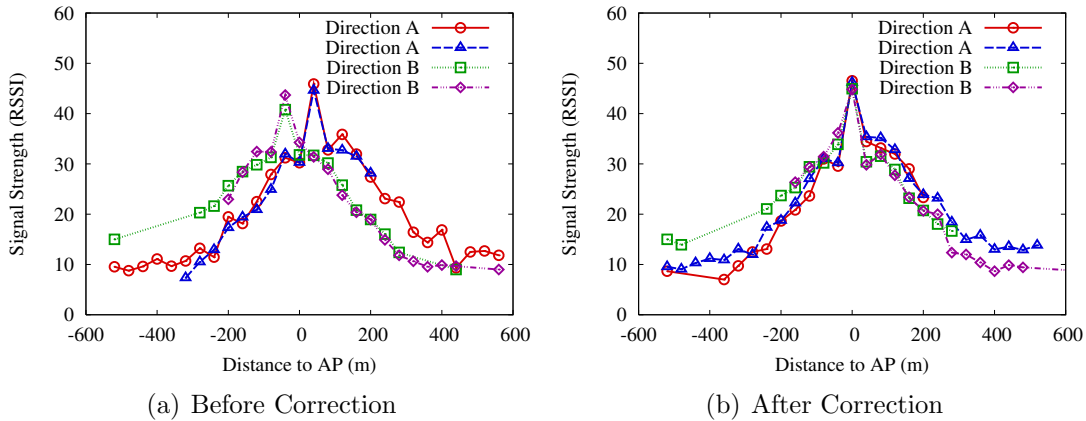 60
50
40
30
20
10
0
Signal Strength (RSSI)
-600 -400 -200 0 200 400 600
Distance to AP (m)
Direction A
Direction A
Direction B
Direction B
(a) Before Correction
60
50
40
30
20
10
0
Signal Strength (RSSI)
-600 -400 -200 0 200 400 600
Distance to AP (m)
Direction A
Direction A
Direction B
Direction B
(b) After Correction